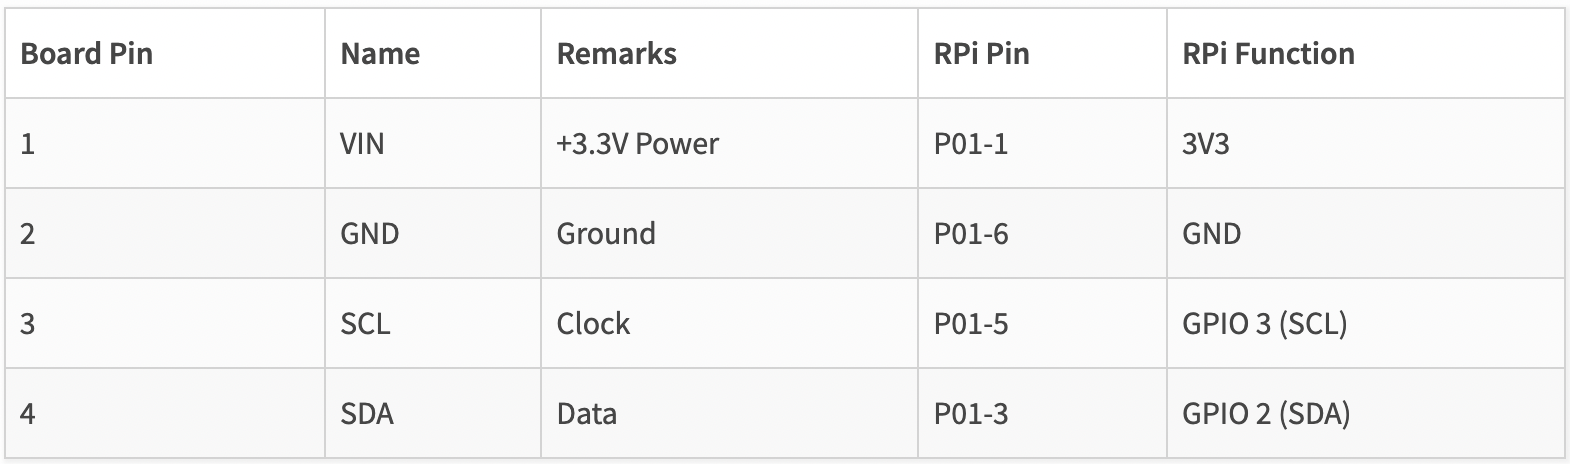 Board Pin Name Remarks RPi Pin RPi Function
1 VIN +3.3V Power P01-1 3V3
2 GND Ground P01-6 GND
3 SCL Clock P01-5 GPIO 3 (SCL)
4 SDA Data P01-3 GPIO 2 (SDA)